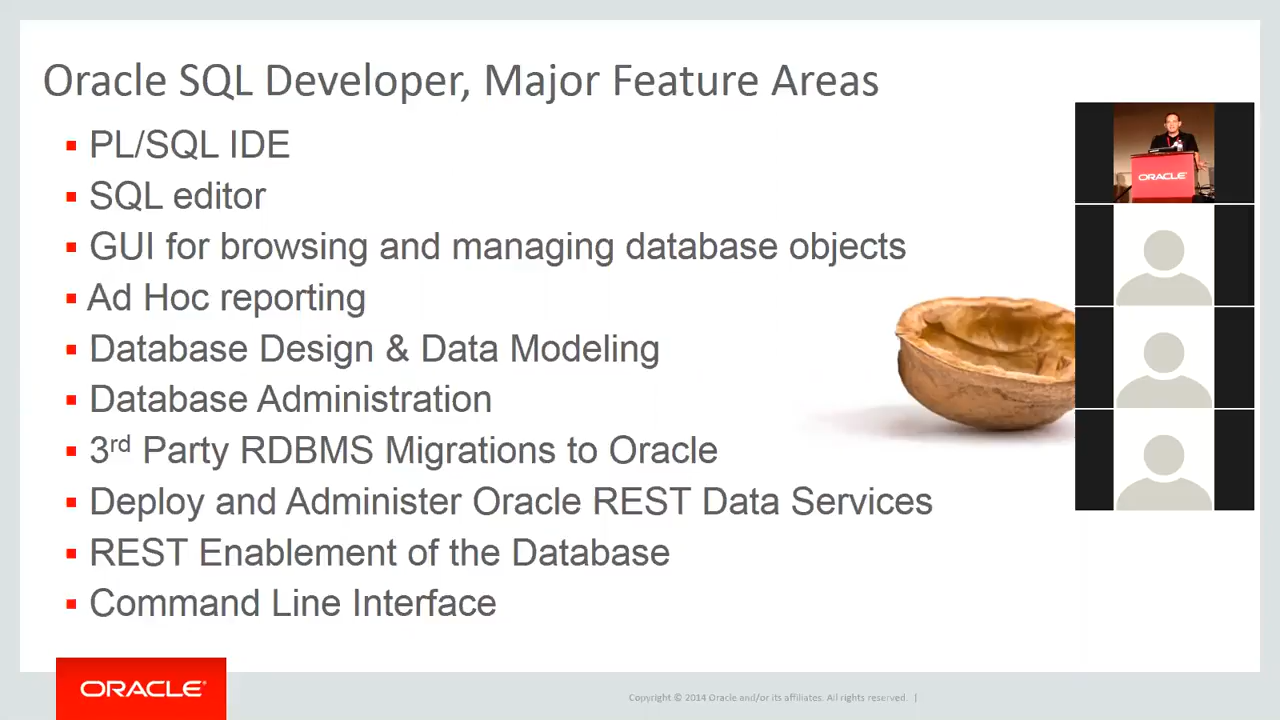 Oracle SQL Developer, Major Feature Areas
PL/SQL IDE
SQL editor
GUI for browsing and managing database objects
Ad Hoc reporting
Database Design & Data Modeling
Database Administration
3rd Party RDBMS Migrations to Oracle
Deploy and Administer Oracle REST Data Services
REST Enablement of the Database
Command Line Interface
ORACLE
ORACLE®
Copyright © 2014 Oracle and/or its affiliates. All rights reserved. |